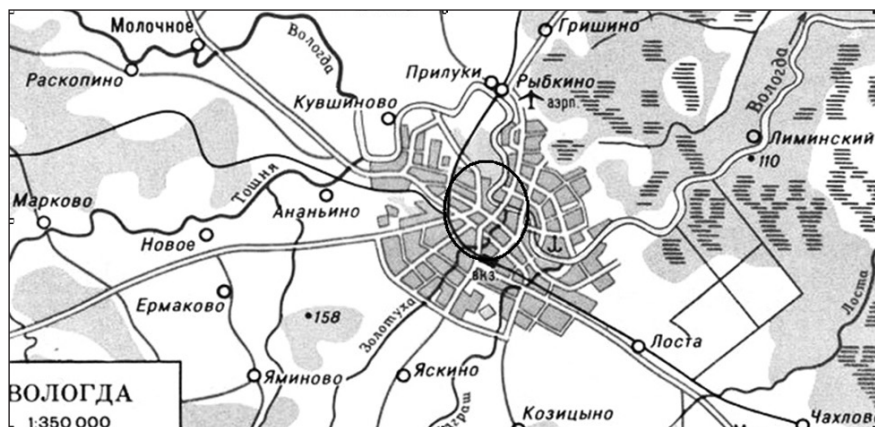 Гришино
Молочное
Вологда
Раскопино
Прилуки
Рыбкино
аэрп.
Кувшиново
Вологда
Лиминский
110
Тошня
Марково
Ананьино
Новое
вкз.
Ермаково
158
Золотуха
Лоста
Лоста
Яминово
Яскино
ВОЛОГДА
1:350 000
Козицыно
Чахлово